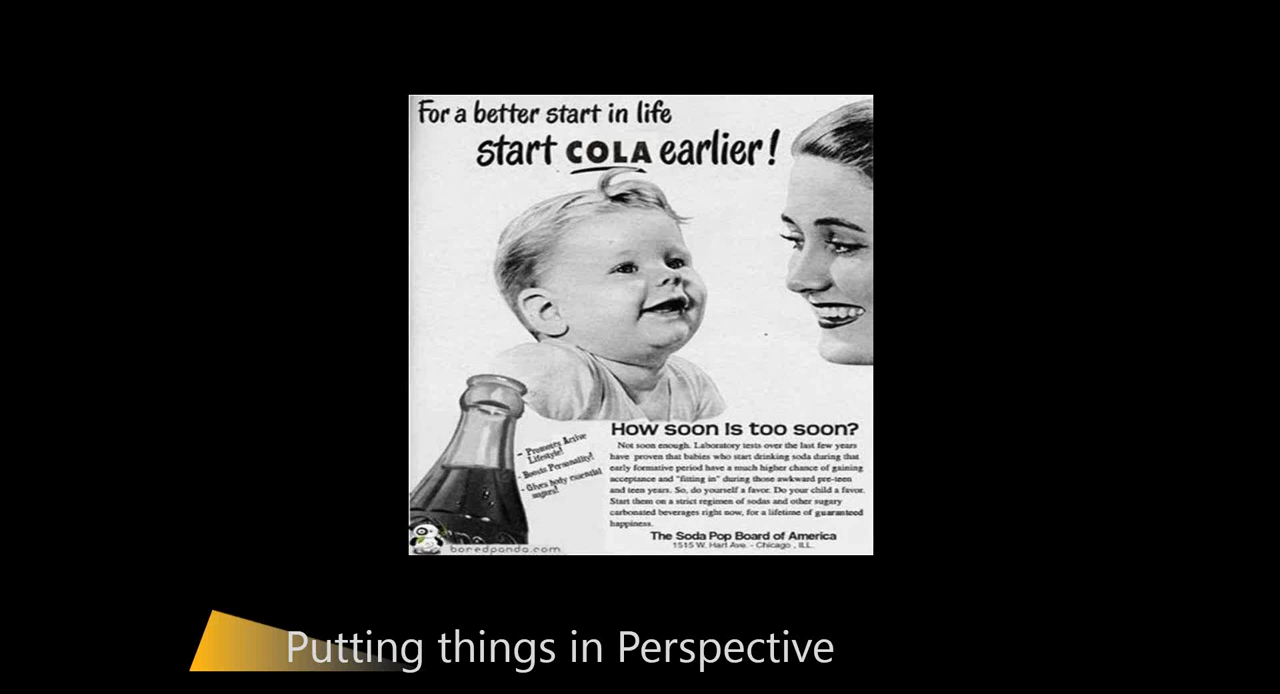 For a better start in life
start COLA earlier!
How soon is too soon?
Not soon enough. Laboratory tests over the last few years
have proven that babies who start drinking soda during that
early formative period have a much higher chance of gaining
acceptance and "fitting in" during those awkward pre-teen
and teen years. So, do yourself a favor. Do your child a favor.
Start them on a strict regimen of sodas and other sugary
carbonated beverages right now, for a lifetime of guaranteed
happiness.
- Promotes Active
Lifestyle!
- Boosts Personality!
- Gives body essential
sugars!
The Soda Pop Board of America
1515 W. Hart Ave. - Chicago, ILL.
boredpanda.com
Putting things in Perspective